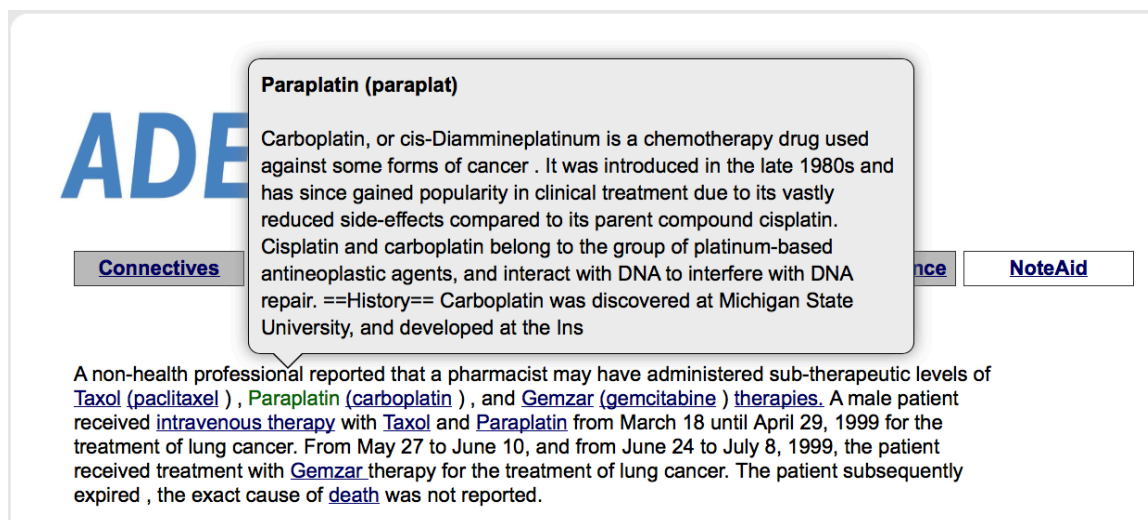 Paraplatin (paraplat)
Carboplatin, or cis-Diammineplatinum is a chemotherapy drug used
against some forms of cancer . It was introduced in the late 1980s and
has since gained popularity in clinical treatment due to its vastly
reduced side-effects compared to its parent compound cisplatin.
Cisplatin and carboplatin belong to the group of platinum-based
antineoplastic agents, and interact with DNA to interfere with DNA
repair. ==History== Carboplatin was discovered at Michigan State
University, and developed at the Ins
ADE
Connectives nce NoteAid
A non-health professional reported that a pharmacist may have administered sub-therapeutic levels of
Taxol (paclitaxel ) , Paraplatin (carboplatin ) , and Gemzar (gemcitabine ) therapies. A male patient
received intravenous therapy with Taxol and Paraplatin from March 18 until April 29, 1999 for the
treatment of lung cancer. From May 27 to June 10, and from June 24 to July 8, 1999, the patient
received treatment with Gemzar therapy for the treatment of lung cancer. The patient subsequently
expired , the exact cause of death was not reported.